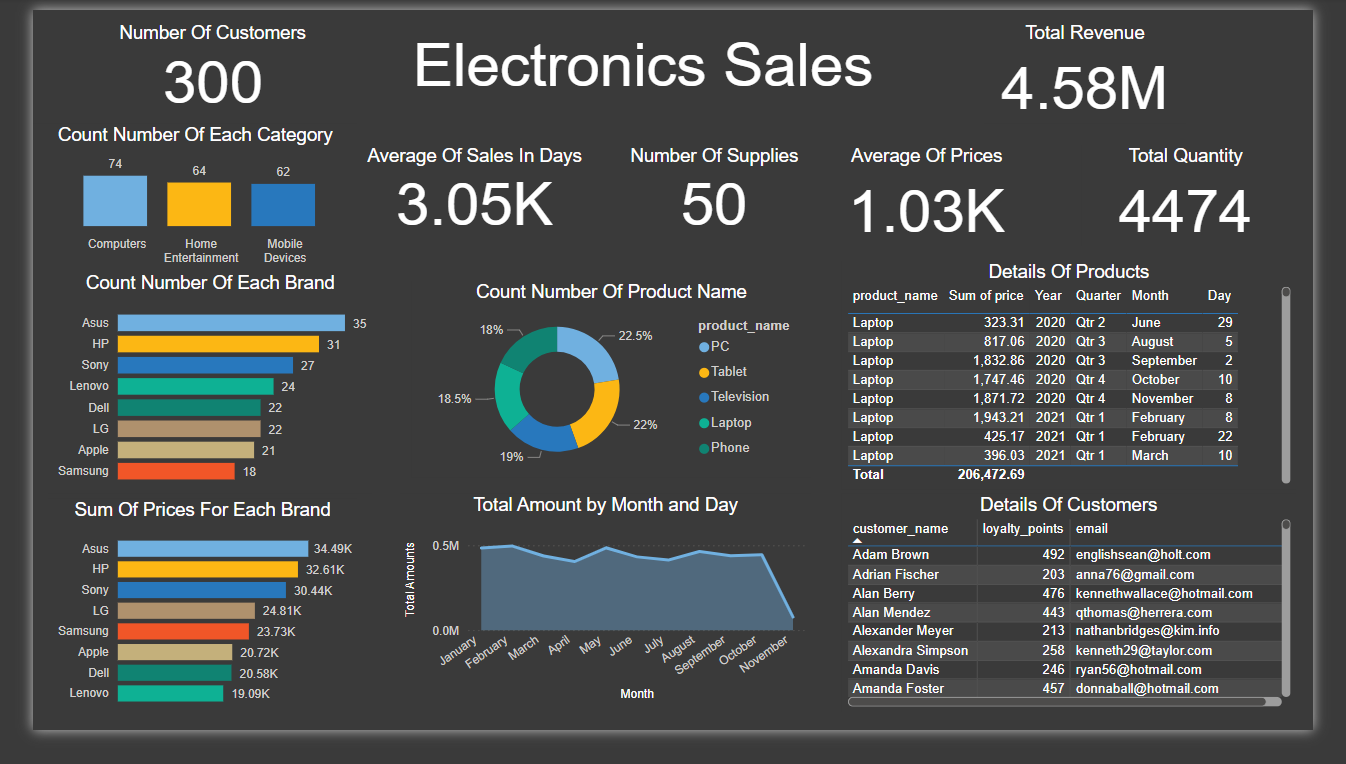 Electronics Sales
Number Of Customers
300
Total Revenue
4.58M
Count Number Of Each Category
74
64
62
Computers
Home
Entertainment
Mobile
Devices
Average Of Sales In Days
3.05K
Number Of Supplies
50
Average Of Prices
1.03K
Total Quantity
4474
Count Number Of Each Brand
Asus 35
HP 31
Sony 27
Lenovo 24
Dell 22
LG 22
Apple 21
Samsung 18
Count Number Of Product Name
22.5%
22%
19%
18.5%
18%
product_name
PC
Tablet
Television
Laptop
Phone
Details Of Products
product_name Sum of price Year Quarter Month Day
Laptop 323.31 2020 Qtr 2 June 29
Laptop 817.06 2020 Qtr 3 August 5
Laptop 1,832.86 2020 Qtr 3 September 2
Laptop 1,747.46 2020 Qtr 4 October 10
Laptop 1,871.72 2020 Qtr 4 November 8
Laptop 1,943.21 2021 Qtr 1 February 8
Laptop 425.17 2021 Qtr 1 February 22
Laptop 396.03 2021 Qtr 1 March 10
Total 206,472.69
Sum Of Prices For Each Brand
Asus 34.49K
HP 32.61K
Sony 30.44K
LG 24.81K
Samsung 23.73K
Apple 20.72K
Dell 20.58K
Lenovo 19.09K
Total Amount by Month and Day
Total Amounts
0.5M
0.0M
January
February
March
April
May
June
July
August
September
October
November
Month
Details Of Customers
customer_name loyalty_points email
Adam Brown 492 englishsean@holt.com
Adrian Fischer 203 anna76@gmail.com
Alan Berry 476 kennethwallace@hotmail.com
Alan Mendez 443 qthomas@herrera.com
Alexander Meyer 213 nathanbridges@kim.info
Alexandra Simpson 258 kenneth29@taylor.com
Amanda Davis 246 ryan56@hotmail.com
Amanda Foster 457 donnaball@hotmail.com